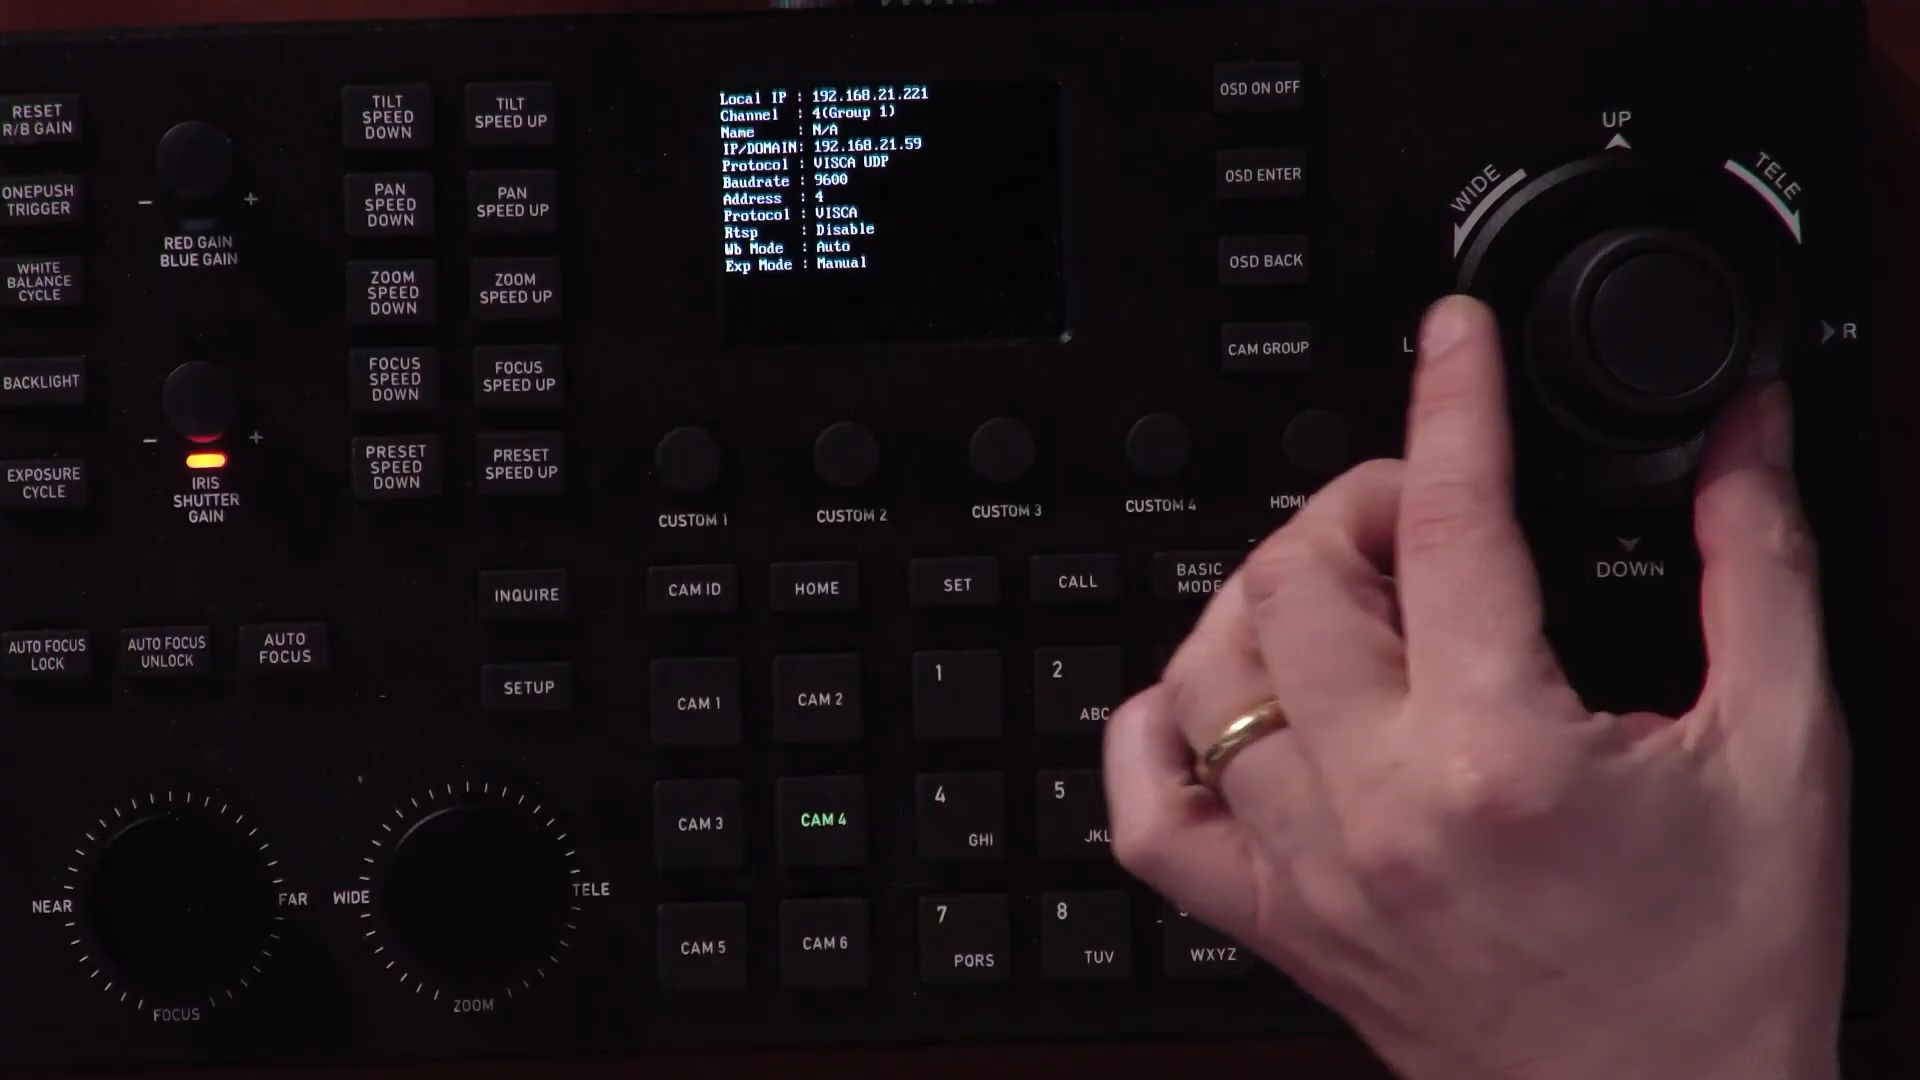 RESET
R/B GAIN
ONEPUSH
TRIGGER
WHITE
BALANCE
CYCLE
BACKLIGHT
EXPOSURE
CYCLE
- +
RED GAIN
BLUE GAIN
- +
IRIS
SHUTTER
GAIN
TILT
SPEED
DOWN
TILT
SPEED UP
PAN
SPEED
DOWN
PAN
SPEED UP
ZOOM
SPEED
DOWN
ZOOM
SPEED UP
FOCUS
SPEED
DOWN
FOCUS
SPEED UP
PRESET
SPEED
DOWN
PRESET
SPEED UP
Local IP : 192.168.21.221
Channel : 4(Group 1)
Name : N/A
IP/DOMAIN: 192.168.21.59
Protocol : VISCA UDP
Baudrate : 9600
Address : 4
Protocol : VISCA
Rtsp : Disable
Wb Mode : Auto
Exp Mode : Manual
OSD ON OFF
OSD ENTER
OSD BACK
CAM GROUP
UP
WIDE
TELE
L
R
DOWN
CUSTOM 1
CUSTOM 2
CUSTOM 3
CUSTOM 4
INQUIRE
SETUP
AUTO FOCUS
LOCK
AUTO FOCUS
UNLOCK
AUTO
FOCUS
CAM ID
HOME
SET
CALL
BASIC
MODE
CAM 1
CAM 2
1
2
ABC
CAM 3
CAM 4
4
GHI
5
JKL
CAM 5
CAM 6
7
PQRS
8
TUV
WXYZ
NEAR
FAR
FOCUS
WIDE
TELE
ZOOM